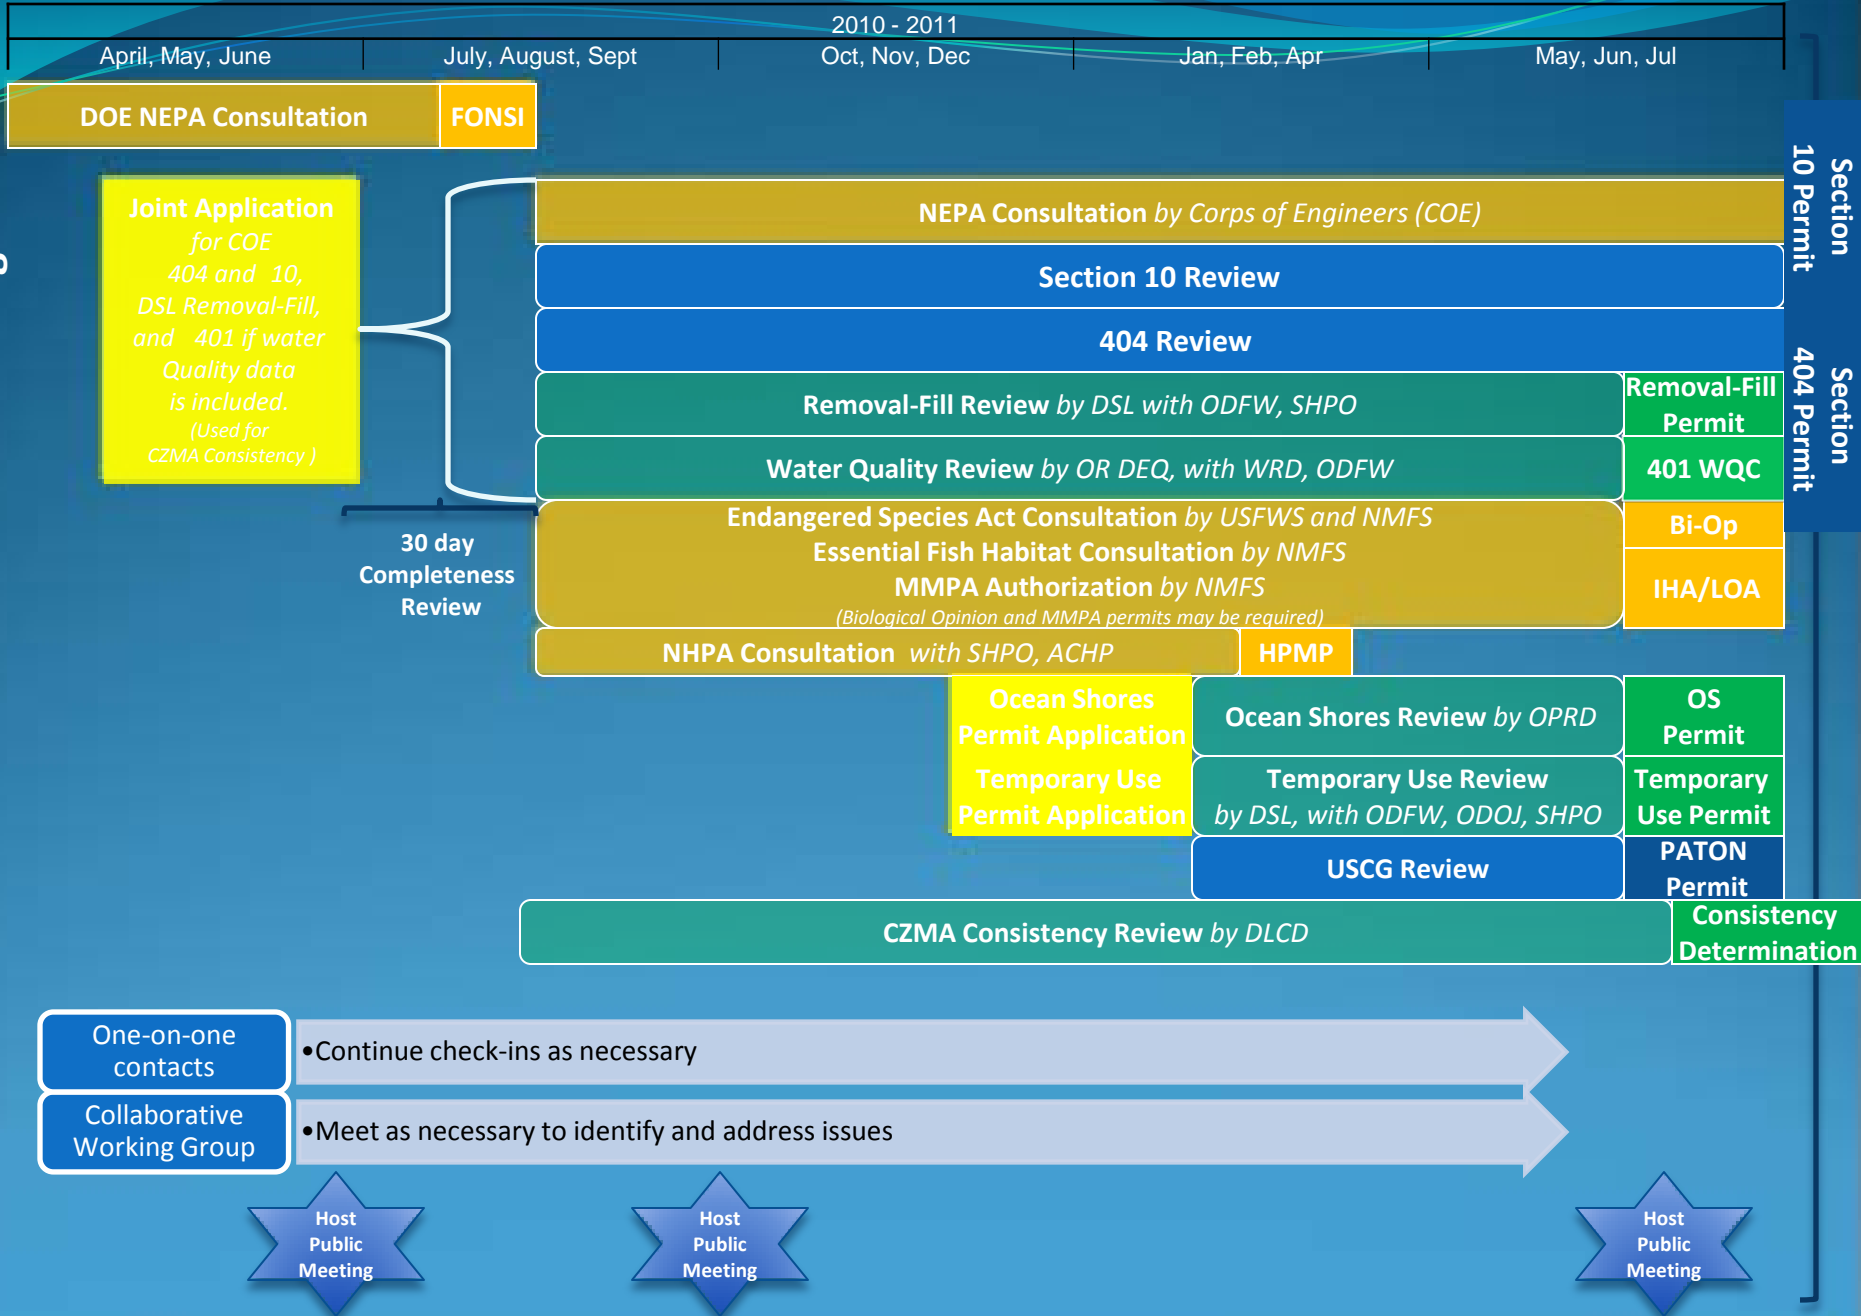 2010 - 2011
April, May, June
July, August, Sept
Oct, Nov, Dec
Jan, Feb, Apr
May, Jun, Jul
DOE NEPA Consultation
FONSI
Joint Application
for COE
404 and 10,
DSL Removal-Fill,
and 401 if water
Quality data
is included.
(Used for
CZMA Consistency )
30 day
Completeness
Review
NEPA Consultation by Corps of Engineers (COE)
Section 10 Review
404 Review
Removal-Fill Review by DSL with ODFW, SHPO
Removal-Fill
Permit
Water Quality Review by OR DEQ, with WRD, ODFW
401 WQC
Section
10 Permit
Section
404 Permit
Endangered Species Act Consultation by USFWS and NMFS
Essential Fish Habitat Consultation by NMFS
MMPA Authorization by NMFS
(Biological Opinion and MMPA permits may be required)
Bi-Op
IHA/LOA
NHPA Consultation with SHPO, ACHP
HPMP
Ocean Shores
Permit Application
Ocean Shores Review by OPRD
OS
Permit
Temporary Use
Permit Application
Temporary Use Review
by DSL, with ODFW, ODOJ, SHPO
Temporary
Use Permit
USCG Review
PATON
Permit
CZMA Consistency Review by DLCD
Consistency
Determination
One-on-one
contacts
•Continue check-ins as necessary
Collaborative
Working Group
•Meet as necessary to identify and address issues
Host
Public
Meeting
Host
Public
Meeting
Host
Public
Meeting